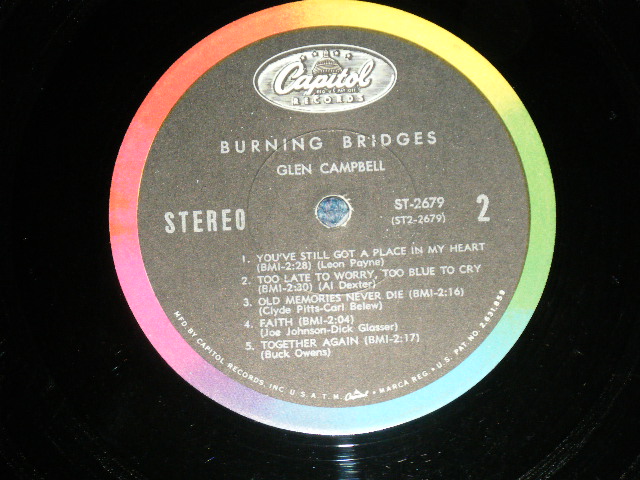 Capitol
RECORDS
BURNING BRIDGES
GLEN CAMPBELL
STEREO
ST-2679
(ST2-2679)
2
1. YOU'VE STILL GOT A PLACE IN MY HEART
(BMI-2:28) (Leon Payne)
2. TOO LATE TO WORRY, TOO BLUE TO CRY
(BMI-2:30) (Al Dexter)
3. OLD MEMORIES NEVER DIE (BMI-2:16)
(Clyde Pitts-Carl Belew)
4. FAITH (BMI-2:04)
(Joe Johnson-Dick Glasser)
5. TOGETHER AGAIN (BMI-2:17)
(Buck Owens)
MFD. BY CAPITOL RECORDS, INC. U.S.A. T.M. Capitol • MARCA REG. • U.S. PAT. NO. 2,631,859